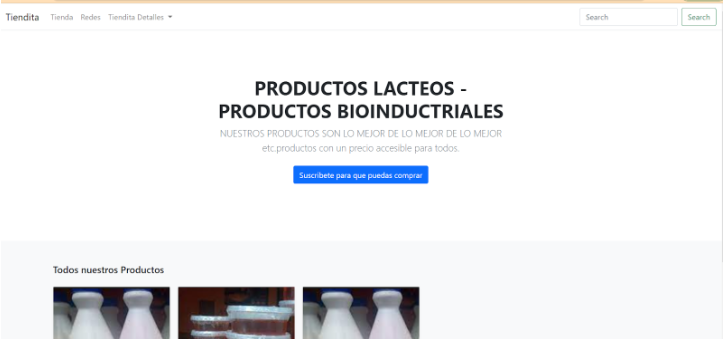 Tiendita Tienda Redes Tiendita Detalles Search Search
PRODUCTOS LACTEOS -
PRODUCTOS BIOINDUCTRIALES
NUESTROS PRODUCTOS SON LO MEJOR DE LO MEJOR DE LO MEJOR
etc.productos con un precio accesible para todos.
Suscribete para que puedas comprar
Todos nuestros Productos